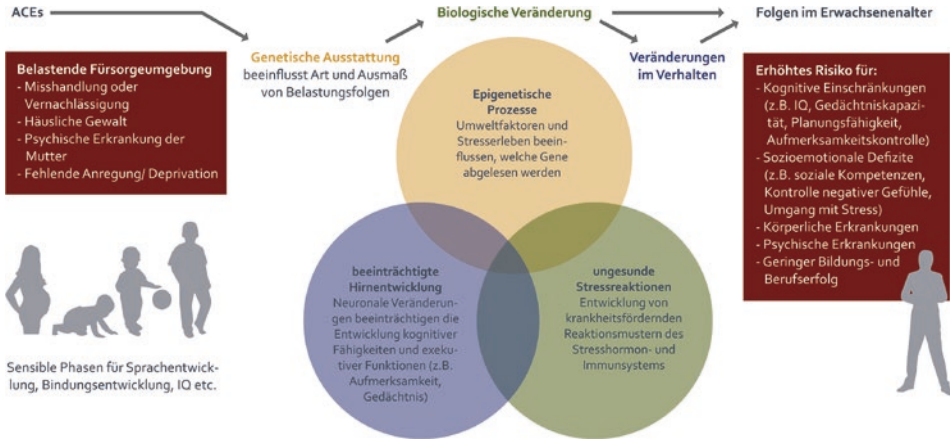 ACEs
Biologische Veränderung
Folgen im Erwachsenenalter
Genetische Ausstattung
beeinflusst Art und Ausmaß
von Belastungsfolgen
Veränderungen
im Verhalten
Belastende Fürsorgeumgebung
- Misshandlung oder
Vernachlässigung
- Häusliche Gewalt
- Psychische Erkrankung der
Mutter
- Fehlende Anregung/ Deprivation
Sensible Phasen für Sprachentwick-
lung, Bindungsentwicklung, IQ etc.
Epigenetische
Prozesse
Umweltfaktoren und
Stresserleben beein-
flussen, welche Gene
abgelesen werden
beeinträchtigte
Hirnentwicklung
Neuronale Veränderun-
gen beeinträchtigen die
Entwicklung kognitiver
Fähigkeiten und exeku-
tiver Funktionen (z.B.
Aufmerksamkeit,
Gedächtnis)
ungesunde
Stressreaktionen
Entwicklung von
krankheitsfördernden
Reaktionsmustern des
Stresshormon- und
Immunsystems
Erhöhtes Risiko für:
- Kognitive Einschränkungen
(z.B. IQ, Gedächtniskapazi-
tät, Planungsfähigkeit,
Aufmerksamkeitskontrolle)
- Sozioemotionale Defizite
(z.B. soziale Kompetenzen,
Kontrolle negativer Gefühle,
Umgang mit Stress)
- Körperliche Erkrankungen
- Psychische Erkrankungen
- Geringer Bildungs- und
Berufserfolg